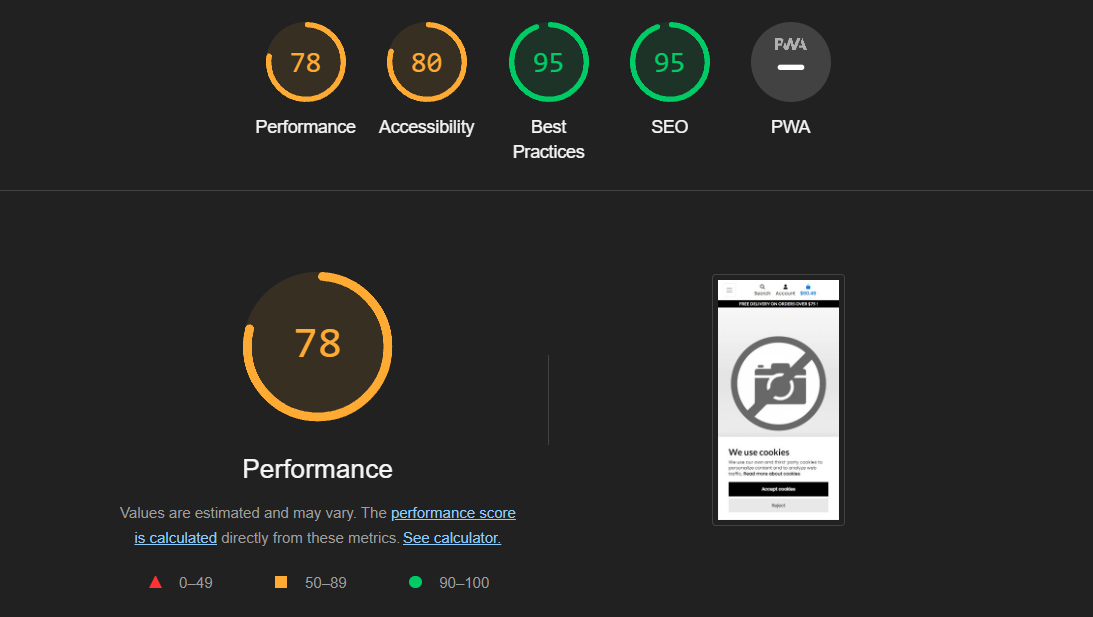 78
80
95
95
PWA
Performance
Accessibility
Best
Practices
SEO
PWA
78
Performance
Values are estimated and may vary. The performance score
is calculated directly from these metrics. See calculator.
0–49
50–89
90–100
Search
Account
$60.49
FREE DELIVERY ON ORDERS OVER $75 !
We use cookies
We use our own and third-party cookies to
personalize content and to analyze web
traffic. Read more about cookies
Accept cookies
Reject